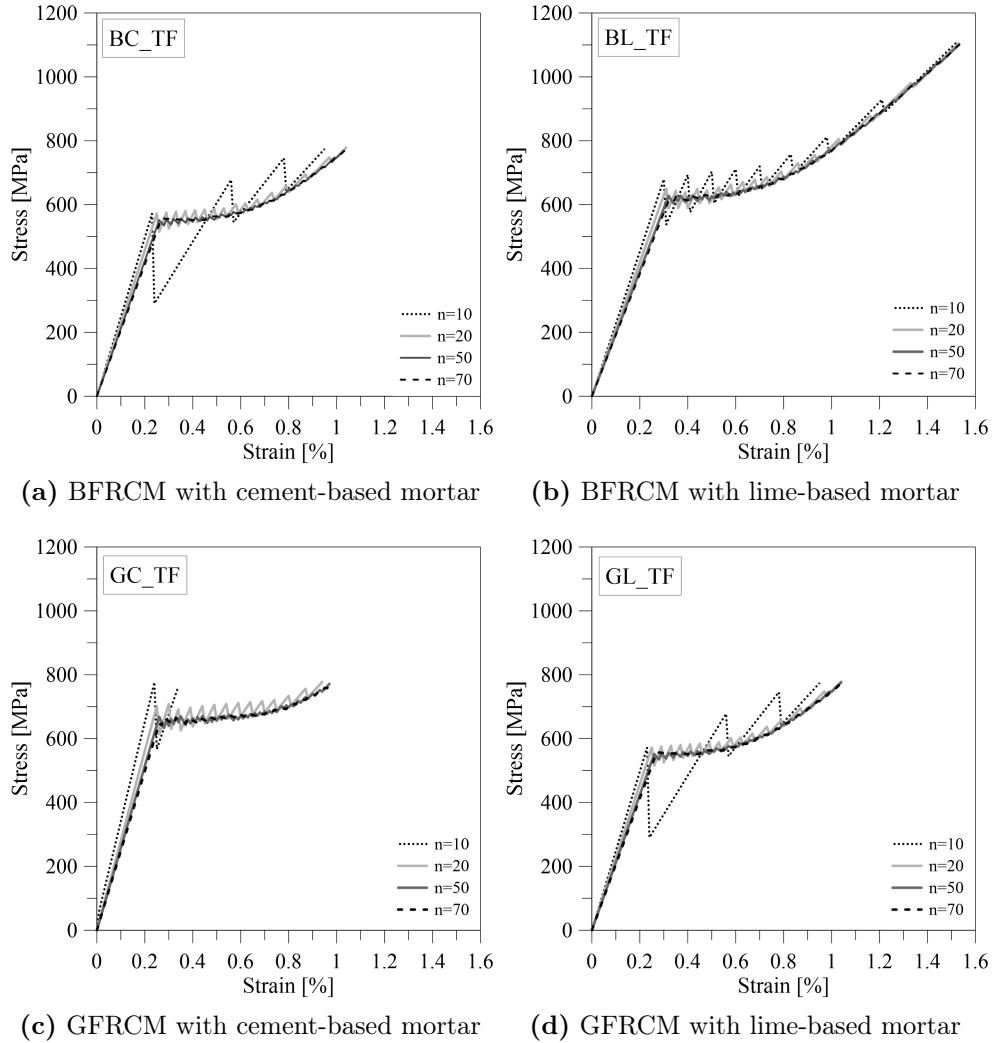 BC_TF
Stress [MPa]
1200
1000
800
600
400
200
0
0 0.2 0.4 0.6 0.8 1 1.2 1.4 1.6
Strain [%]
n=10
n=20
n=50
n=70
(a) BFRCM with cement-based mortar
BL_TF
Stress [MPa]
1200
1000
800
600
400
200
0
0 0.2 0.4 0.6 0.8 1 1.2 1.4 1.6
Strain [%]
n=10
n=20
n=50
n=70
(b) BFRCM with lime-based mortar
GC_TF
Stress [MPa]
1200
1000
800
600
400
200
0
0 0.2 0.4 0.6 0.8 1 1.2 1.4 1.6
Strain [%]
n=10
n=20
n=50
n=70
(c) GFRCM with cement-based mortar
GL_TF
Stress [MPa]
1200
1000
800
600
400
200
0
0 0.2 0.4 0.6 0.8 1 1.2 1.4 1.6
Strain [%]
n=10
n=20
n=50
n=70
(d) GFRCM with lime-based mortar